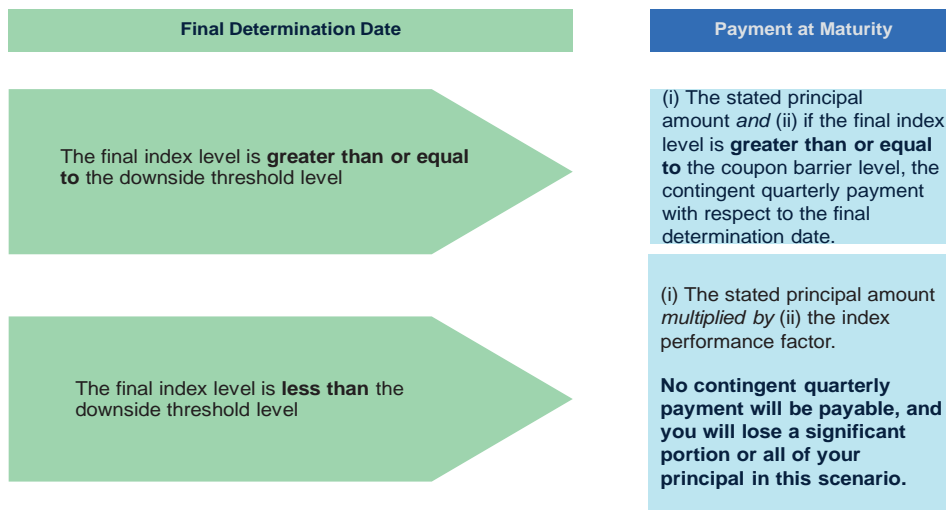 Final Determination Date
Payment at Maturity
The final index level is greater than or equal
to the downside threshold level
(i) The stated principal
amount and (ii) if the final index
level is greater than or equal
to the coupon barrier level, the
contingent quarterly payment
with respect to the final
determination date.
The final index level is less than the
downside threshold level
(i) The stated principal amount
multiplied by (ii) the index
performance factor.
No contingent quarterly
payment will be payable, and
you will lose a significant
portion or all of your
principal in this scenario.